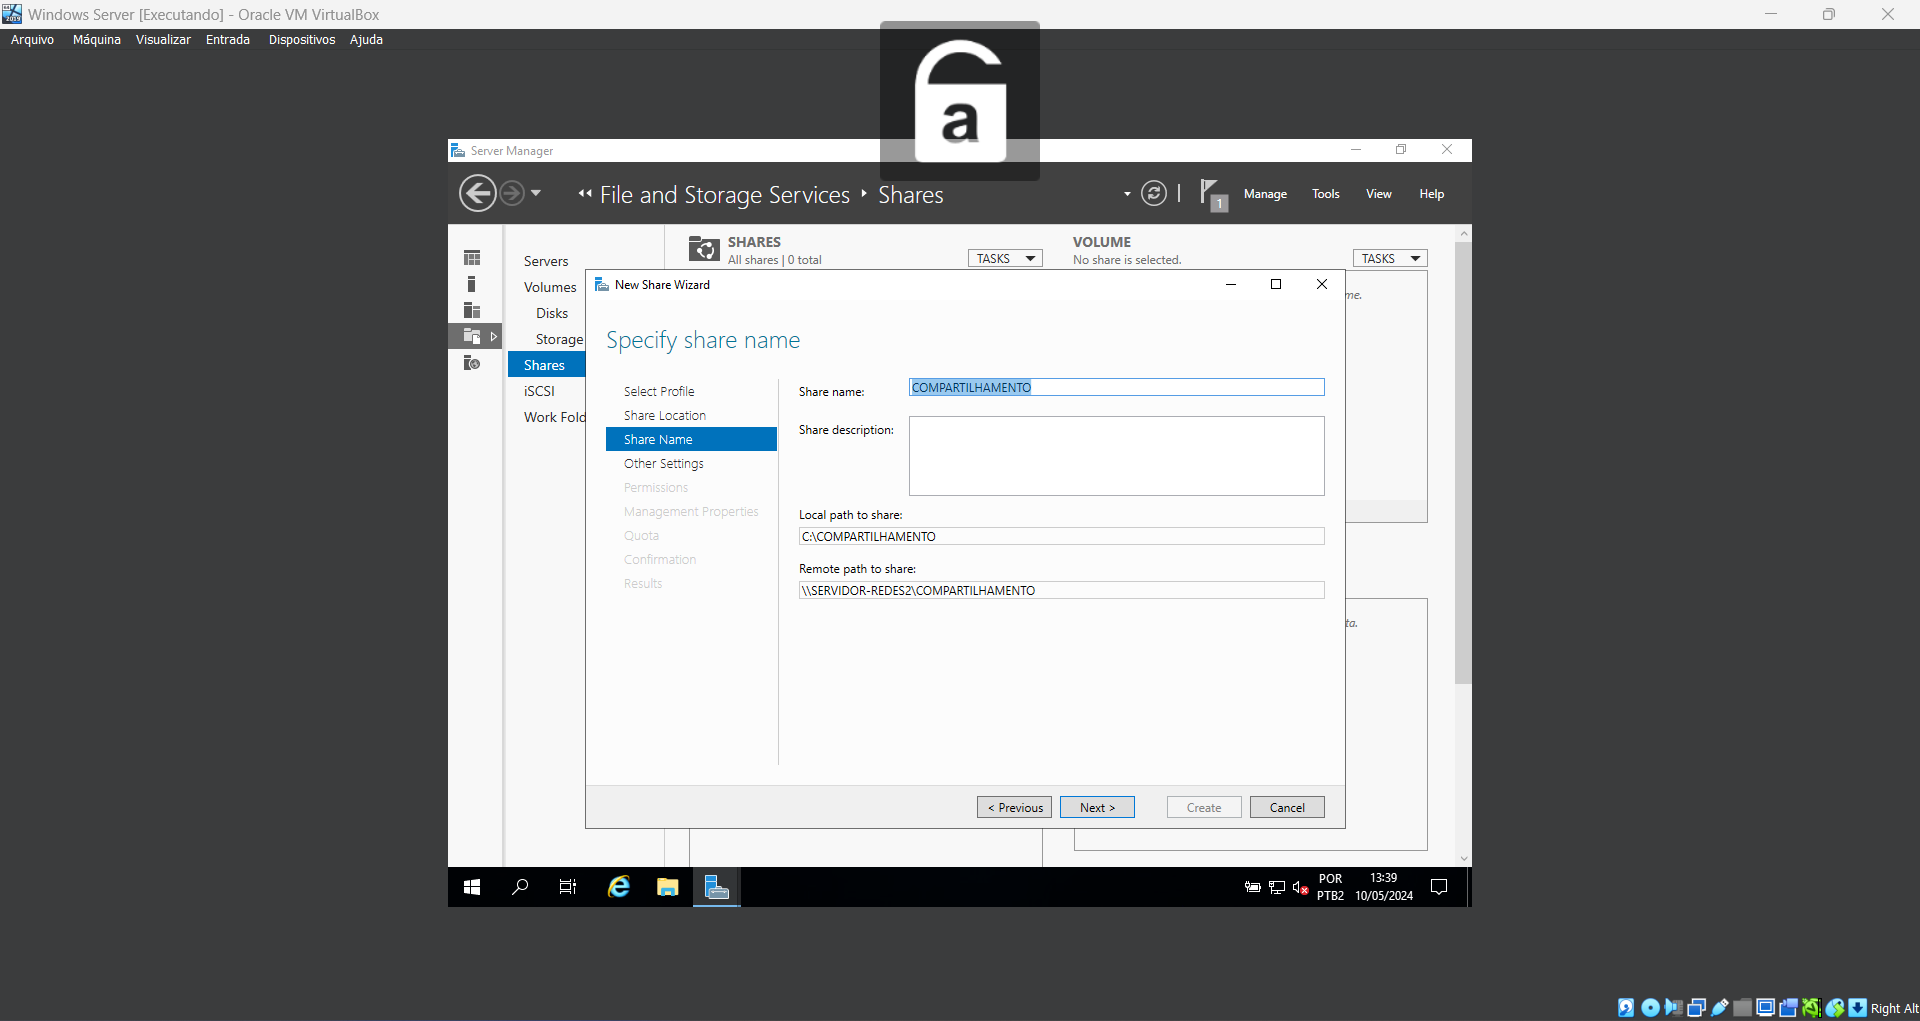 Windows Server [Executando] - Oracle VM VirtualBox
Arquivo Máquina Visualizar Entrada Dispositivos Ajuda
a
Server Manager
File and Storage Services Shares
1
Manage Tools View Help
Servers
Volumes
Disks
Storage
Shares
iSCSI
Work Fold
SHARES
All shares | 0 total
TASKS
VOLUME
No share is selected.
TASKS
me.
ta.
New Share Wizard
Specify share name
Select Profile
Share Location
Share Name
Other Settings
Permissions
Management Properties
Quota
Confirmation
Results
Share name:
COMPARTILHAMENTO
Share description:
Local path to share:
C:\COMPARTILHAMENTO
Remote path to share:
\\SERVIDOR-REDES2\COMPARTILHAMENTO
< Previous Next > Create Cancel
POR
PTB2
13:39
10/05/2024
Right Alt